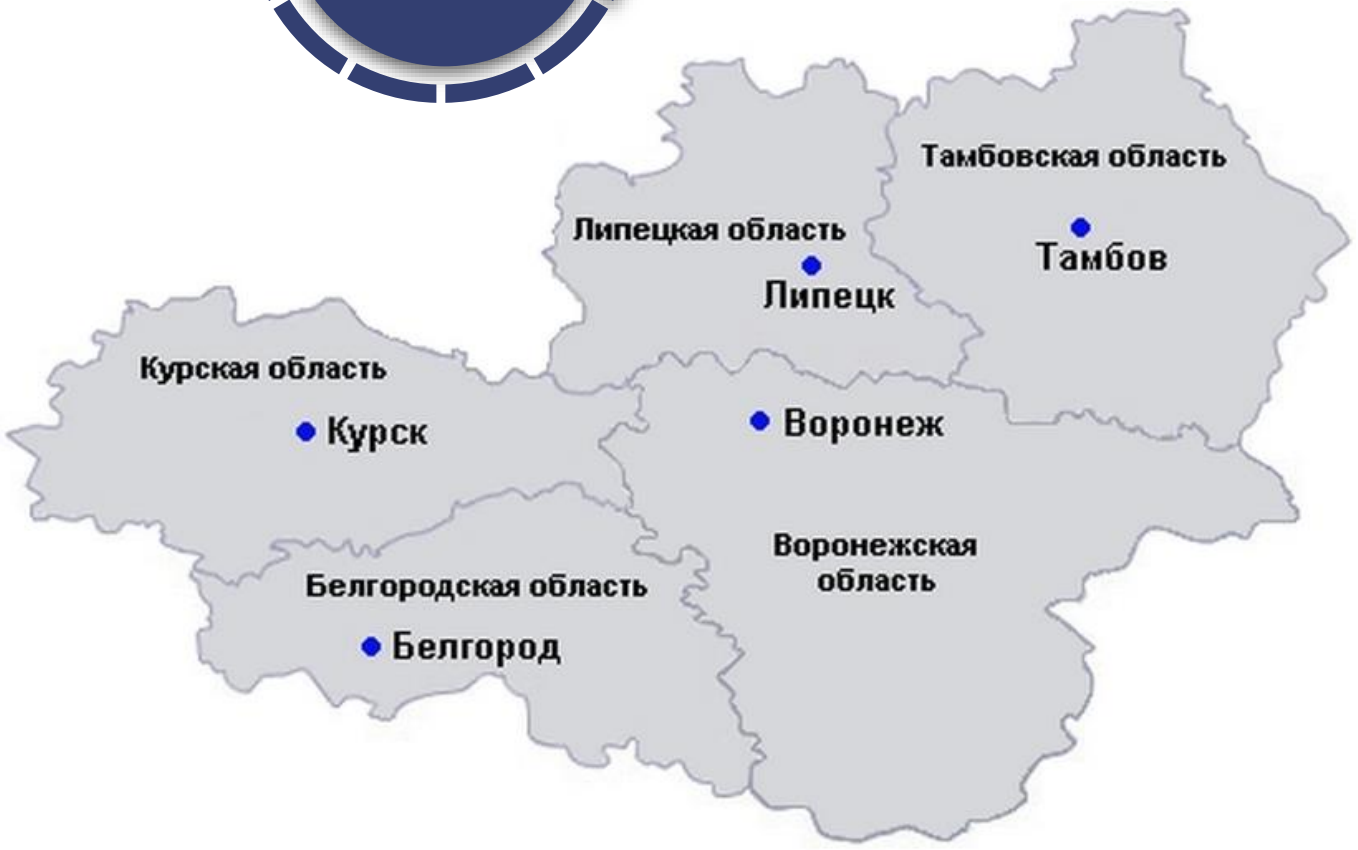 Тамбовская область
Тамбов
Липецкая область
Липецк
Курская область
Курск
Воронеж
Воронежская
область
Белгородская область
Белгород